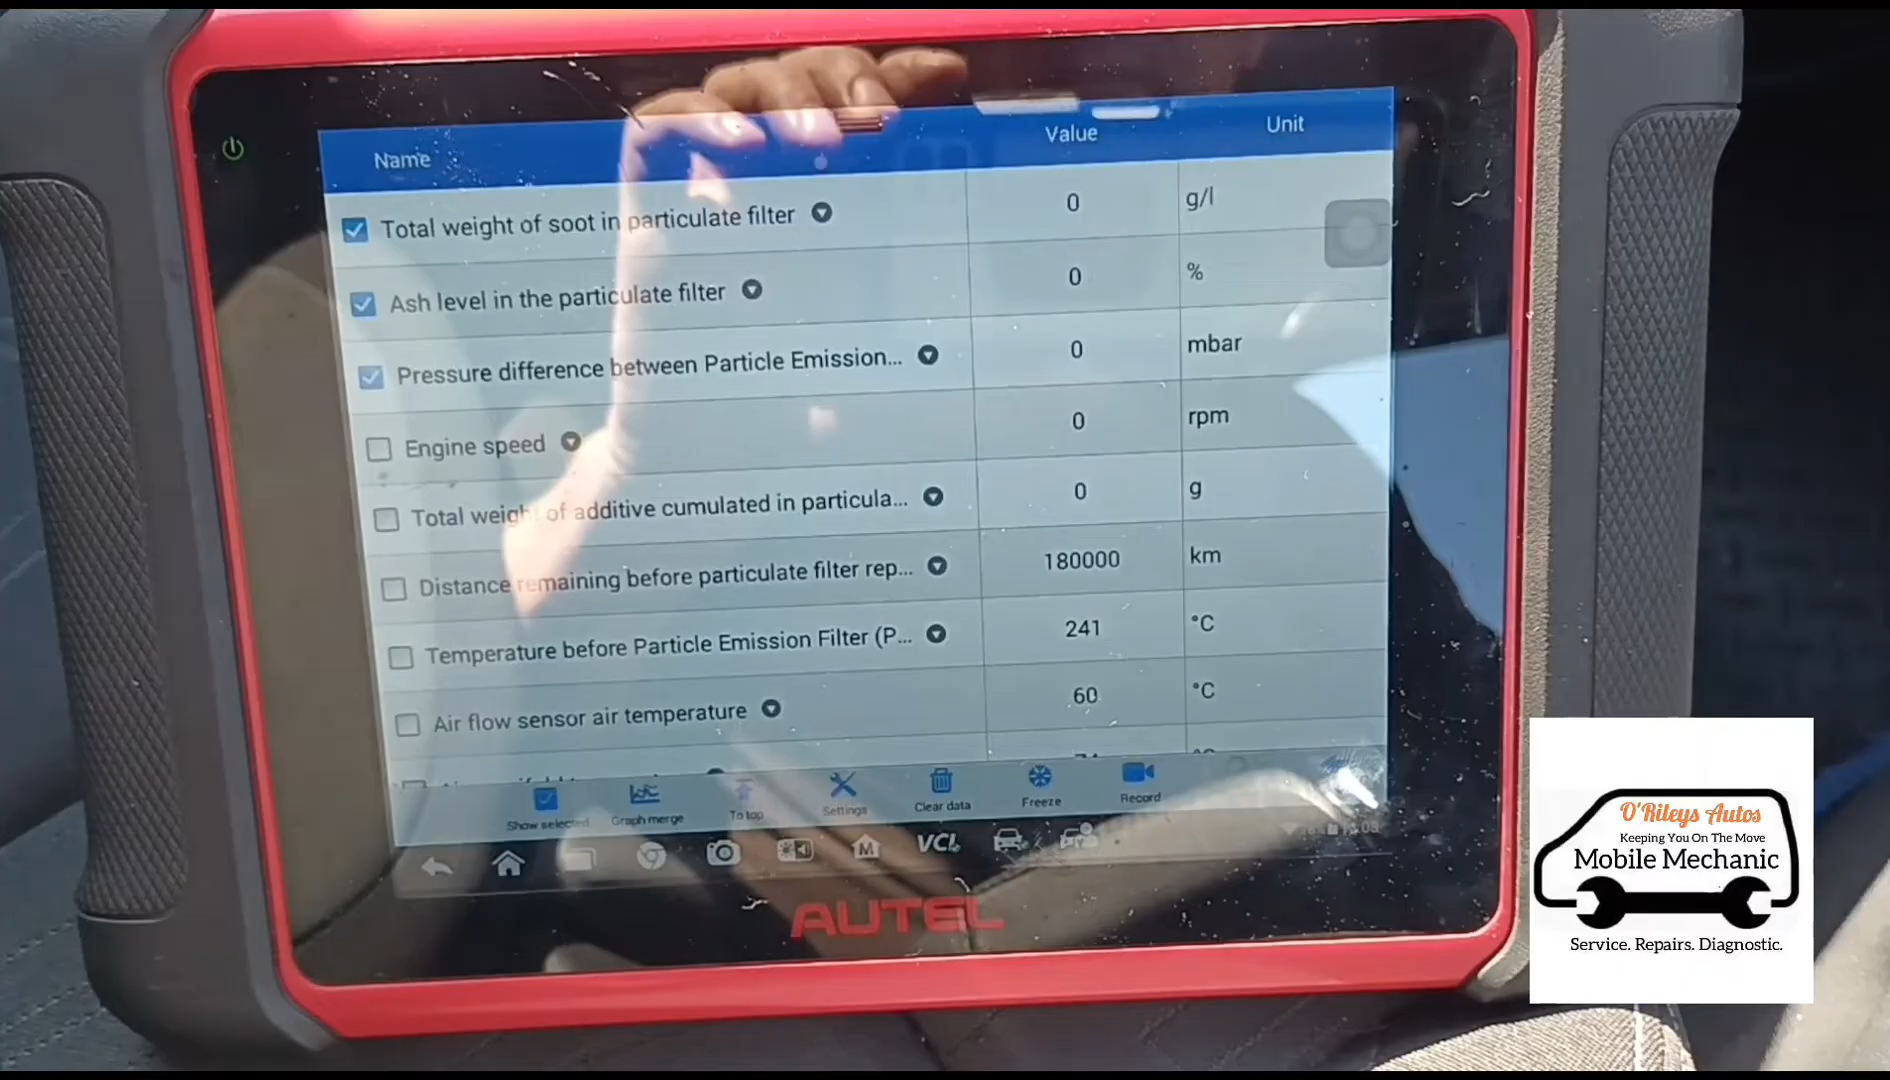 Name Value Unit
Total weight of soot in particulate filter 0 g/l
Ash level in the particulate filter 0 %
Pressure difference between Particle Emission... 0 mbar
Engine speed 0 rpm
Total weight of additive cumulated in particula... 0 g
Distance remaining before particulate filter rep... 180000 km
Temperature before Particle Emission Filter (P... 241 °C
Air flow sensor air temperature 60 °C
Show selected Graph merge To top Settings Clear data Freeze Record
M VCI
AUTEL
O'Rileys Autos
Keeping You On The Move
Mobile Mechanic
Service. Repairs. Diagnostic.